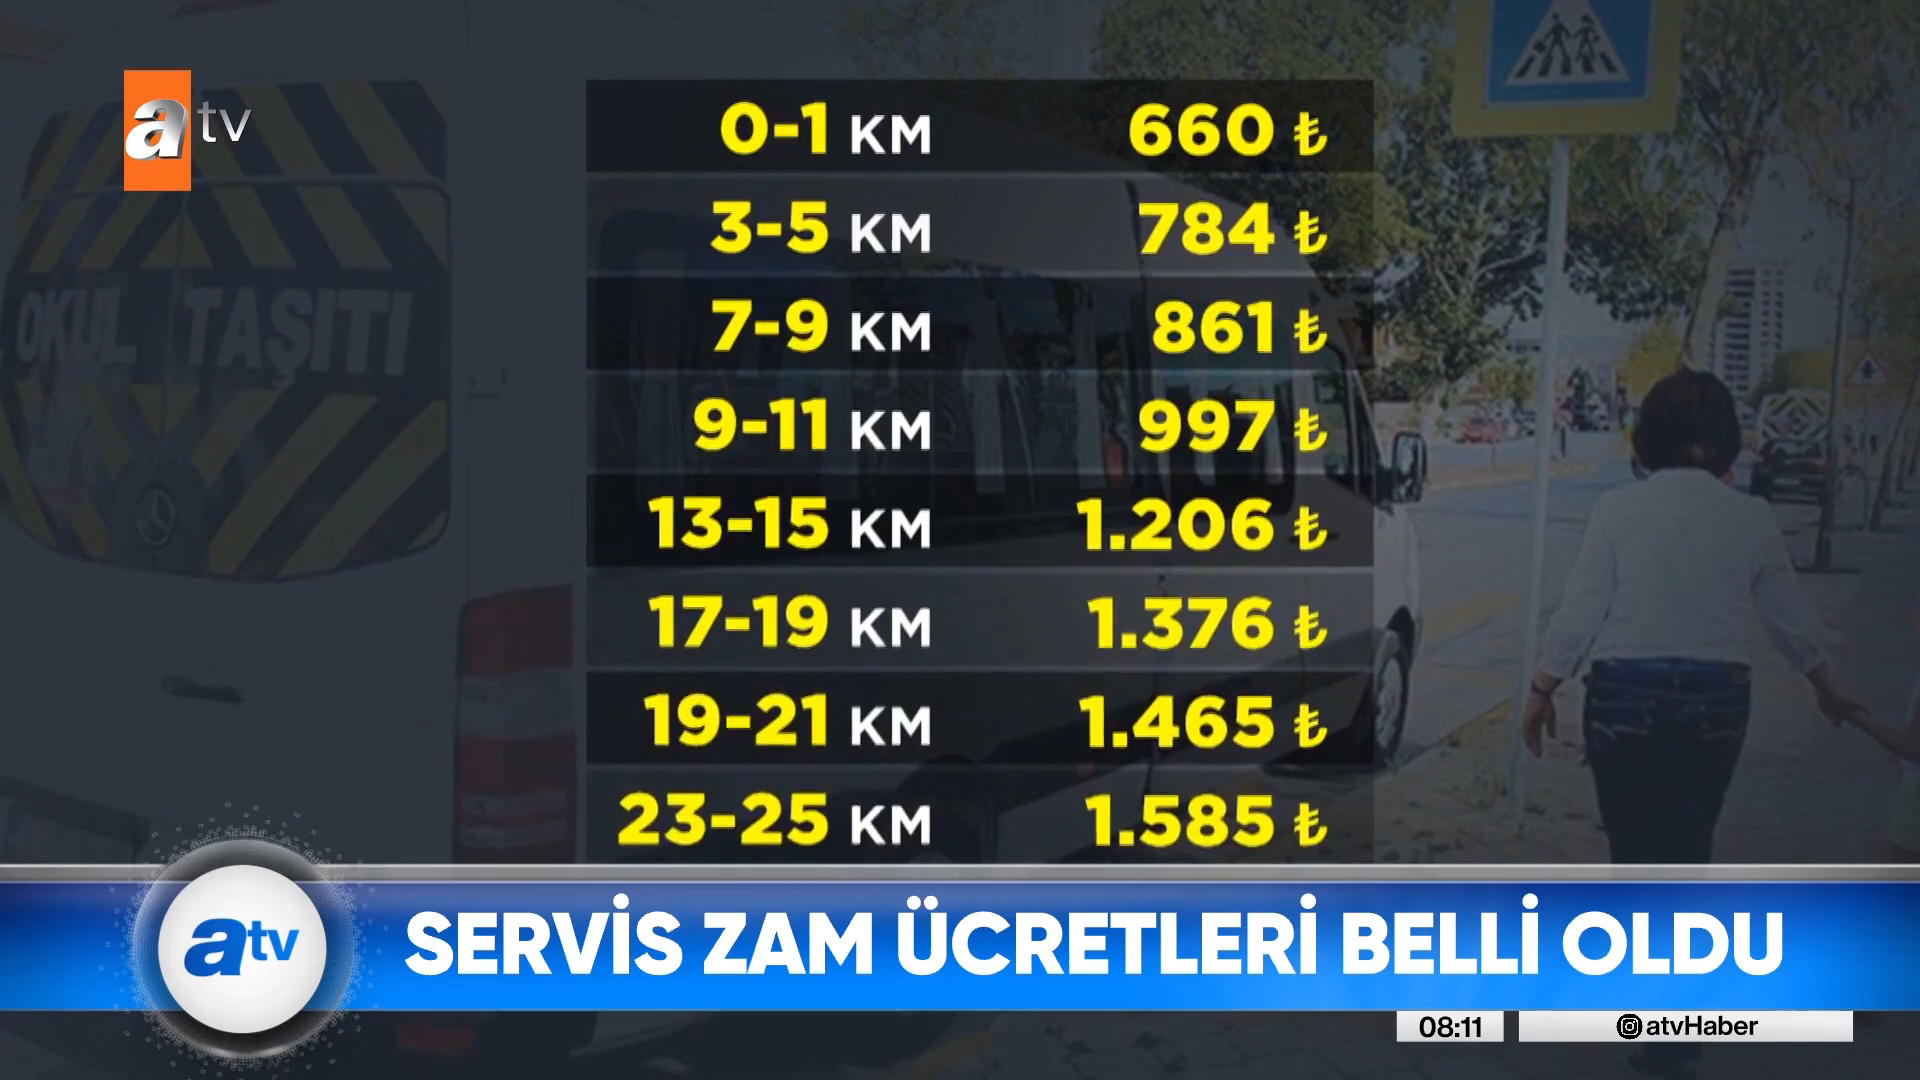 a tv
OKUL TAŞITI
0-1 KM 660 ₺
3-5 KM 784 ₺
7-9 KM 861 ₺
9-11 KM 997 ₺
13-15 KM 1.206 ₺
17-19 KM 1.376 ₺
19-21 KM 1.465 ₺
23-25 KM 1.585 ₺
atv
SERVİS ZAM ÜCRETLERİ BELLİ OLDU
08:11
atvHaber